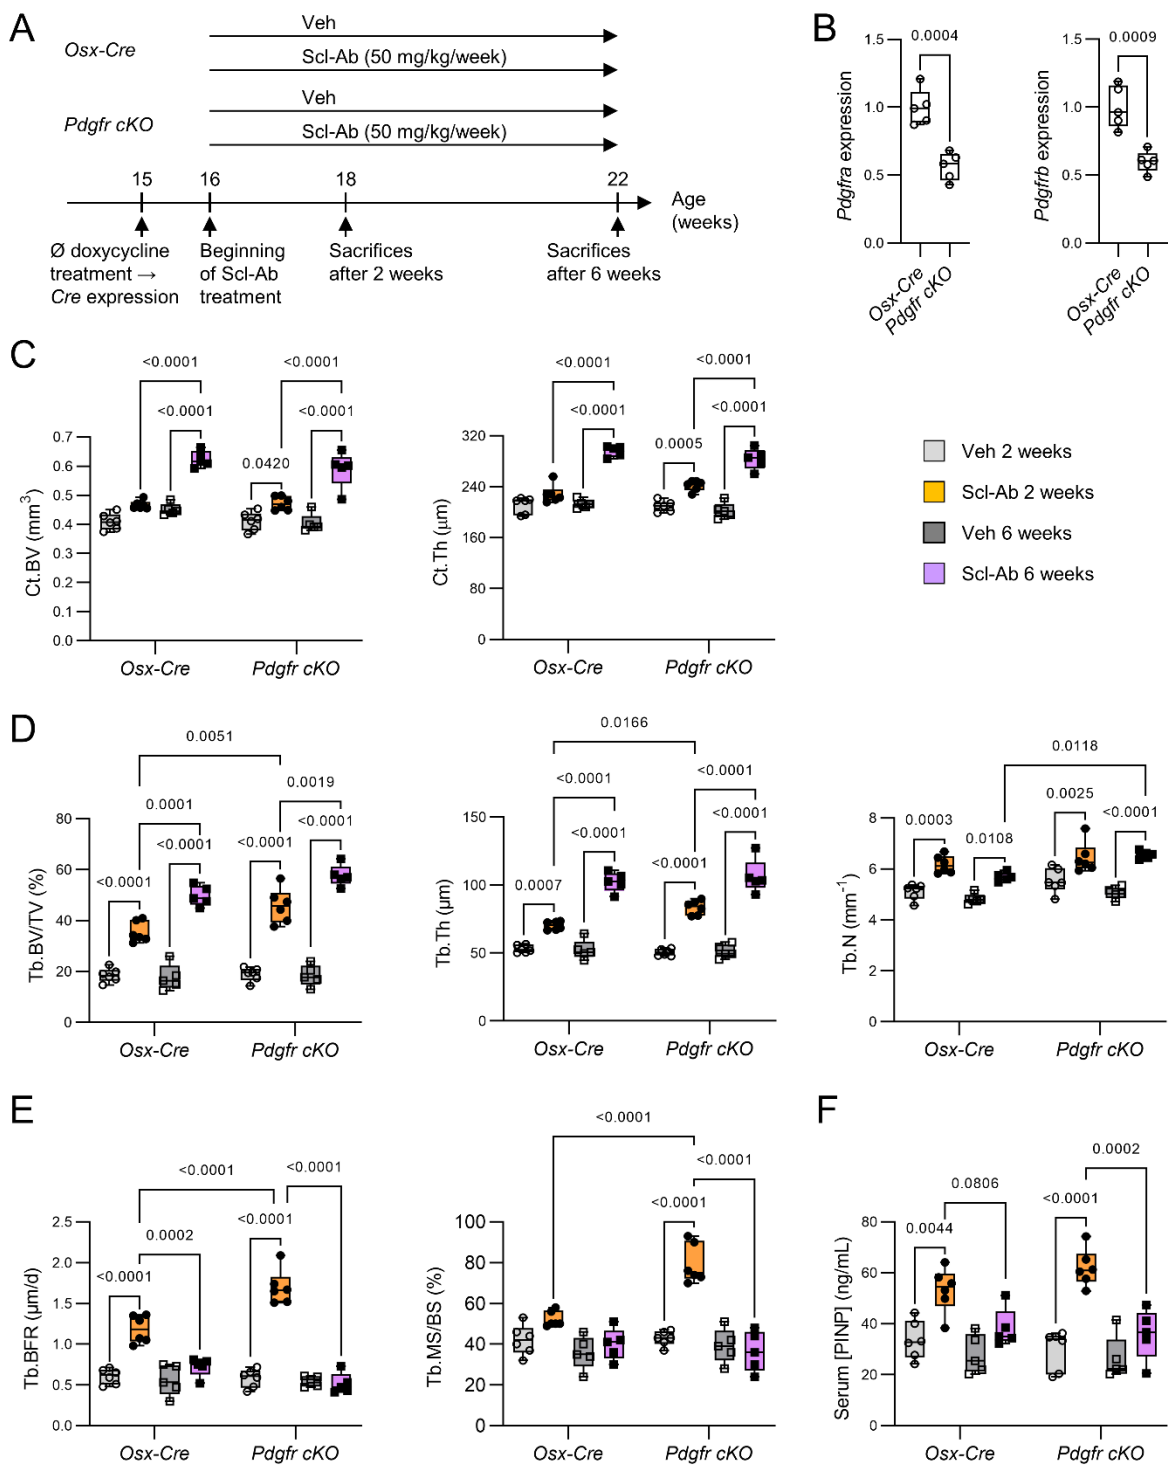 A
Osx-Cre
Veh
Scl-Ab (50 mg/kg/week)
Pdgfr cKO
Veh
Scl-Ab (50 mg/kg/week)
15
16
18
22
Age
(weeks)
Ø doxycycline
treatment →
Cre expression
Beginning
of Scl-Ab
treatment
Sacrifices
after 2 weeks
Sacrifices
after 6 weeks
B
0.0004
1.5
1.0
0.5
0.0
Pdgfra expression
Osx-Cre
Pdgfr cKO
0.0009
1.5
1.0
0.5
0.0
Pdgfrb expression
Osx-Cre
Pdgfr cKO
C
<0.0001
<0.0001
<0.0001
<0.0001
0.0420
0.7
0.6
0.5
0.4
0.3
0.2
0.1
0.0
Ct.BV (mm³)
Osx-Cre
Pdgfr cKO
<0.0001
<0.0001
<0.0001
<0.0001
0.0005
320
240
160
80
0
Ct.Th (µm)
Osx-Cre
Pdgfr cKO
Veh 2 weeks
Scl-Ab 2 weeks
Veh 6 weeks
Scl-Ab 6 weeks
D
0.0051
0.0001
0.0019
<0.0001
<0.0001
<0.0001
<0.0001
80
60
40
20
0
Tb.BV/TV (%)
Osx-Cre
Pdgfr cKO
0.0166
<0.0001
<0.0001
<0.0001
<0.0001
0.0007
<0.0001
150
100
50
0
Tb.Th (µm)
Osx-Cre
Pdgfr cKO
0.0118
0.0025
0.0003
0.0108
<0.0001
8
6
4
2
0
Tb.N (mm⁻¹)
Osx-Cre
Pdgfr cKO
E
<0.0001
<0.0001
<0.0001
0.0002
<0.0001
2.5
2.0
1.5
1.0
0.5
0.0
Tb.BFR (µm/d)
Osx-Cre
Pdgfr cKO
<0.0001
<0.0001
<0.0001
100
80
60
40
20
0
Tb.MS/BS (%)
Osx-Cre
Pdgfr cKO
F
0.0002
0.0806
<0.0001
0.0044
80
60
40
20
0
Serum [PINP] (ng/mL)
Osx-Cre
Pdgfr cKO